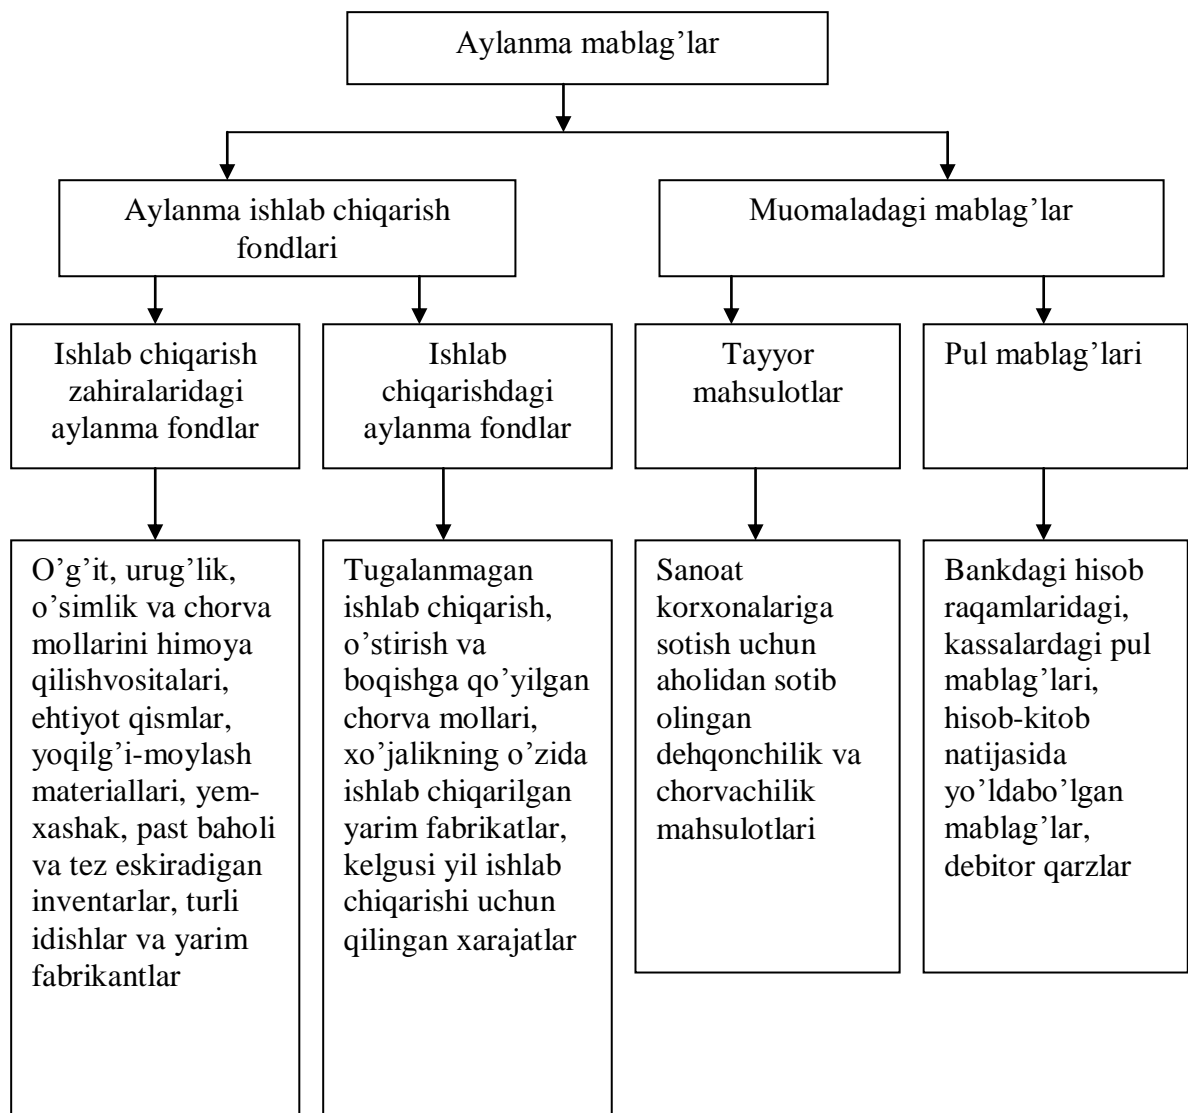 Aylanma mablag’lar
Aylanma ishlab chiqarish
fondlari
Muomaladagi mablag’lar
Ishlab chiqarish
zahiralaridagi
aylanma fondlar
Ishlab
chiqarishdagi
aylanma fondlar
Tayyor
mahsulotlar
Pul mablag’lari
O’g’it, urug’lik,
o’simlik va chorva
mollarini himoya
qilishvositalari,
ehtiyot qismlar,
yoqilg’i-moylash
materiallari, yem-
xashak, past baholi
va tez eskiradigan
inventarlar, turli
idishlar va yarim
fabrikantlar
Tugalanmagan
ishlab chiqarish,
o’stirish va
boqishga qo’yilgan
chorva mollari,
xo’jalikning o’zida
ishlab chiqarilgan
yarim fabrikatlar,
kelgusi yil ishlab
chiqarishi uchun
qilingan xarajatlar
Sanoat
korxonalariga
sotish uchun
aholidan sotib
olingan
dehqonchilik va
chorvachilik
mahsulotlari
Bankdagi hisob
raqamlaridagi,
kassalardagi pul
mablag’lari,
hisob-kitob
natijasida
yo’ldabo’lgan
mablag’lar,
debitor qarzlar